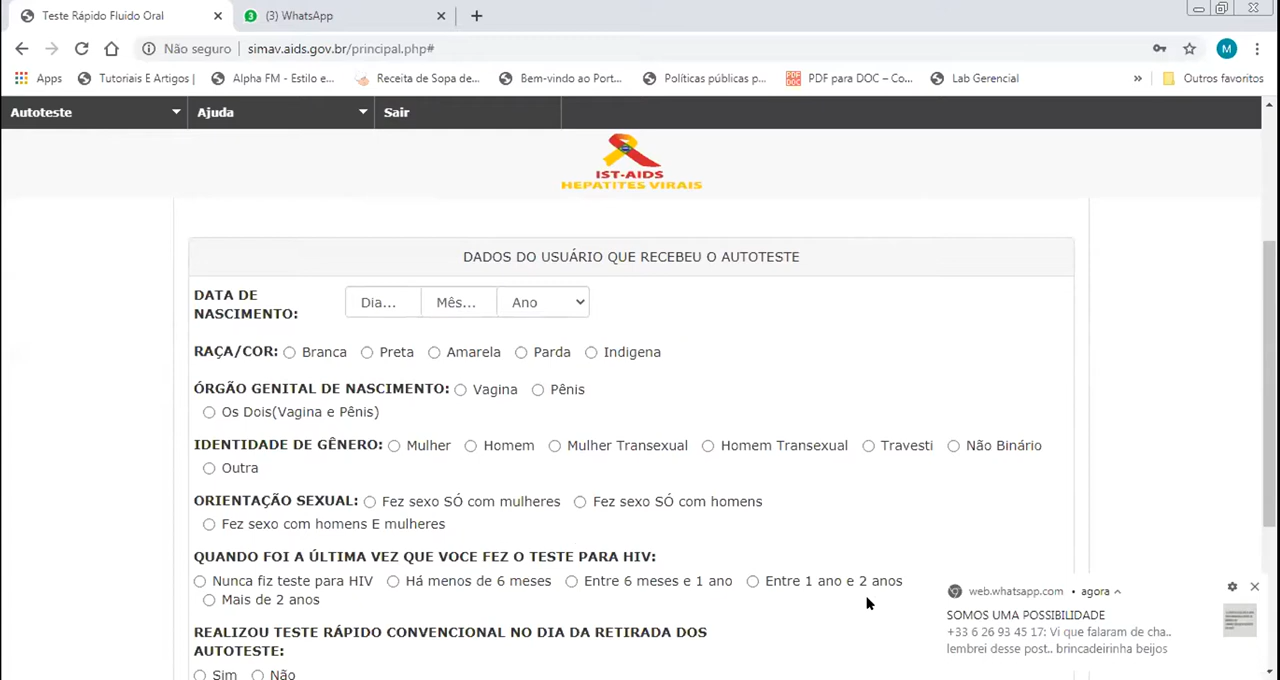 Teste Rápido Fluido Oral
(3) WhatsApp
Não seguro
simav.aids.gov.br/principal.php#
M
Apps
Tutoriais E Artigos |
Alpha FM - Estilo e...
Receita de Sopa de...
Bem-vindo ao Port...
Políticas públicas p...
PDF para DOC – Co...
Lab Gerencial
»
Outros favoritos
Autoteste
Ajuda
Sair
IST-AIDS
HEPATITES VIRAIS
DADOS DO USUÁRIO QUE RECEBEU O AUTOTESTE
DATA DE
NASCIMENTO:
Dia... Mês... Ano
RAÇA/COR: Branca Preta Amarela Parda Indigena
ÓRGÃO GENITAL DE NASCIMENTO: Vagina Pênis
Os Dois(Vagina e Pênis)
IDENTIDADE DE GÊNERO: Mulher Homem Mulher Transexual Homem Transexual Travesti Não Binário
Outra
ORIENTAÇÃO SEXUAL: Fez sexo SÓ com mulheres Fez sexo SÓ com homens
Fez sexo com homens E mulheres
QUANDO FOI A ÚLTIMA VEZ QUE VOCE FEZ O TESTE PARA HIV:
Nunca fiz teste para HIV Há menos de 6 meses Entre 6 meses e 1 ano Entre 1 ano e 2 anos
Mais de 2 anos
REALIZOU TESTE RÁPIDO CONVENCIONAL NO DIA DA RETIRADA DOS
AUTOTESTE:
Sim Não
web.whatsapp.com • agora
SOMOS UMA POSSIBILIDADE
+33 6 26 93 45 17: Vi que falaram de cha..
lembrei desse post.. brincadeirinha beijos